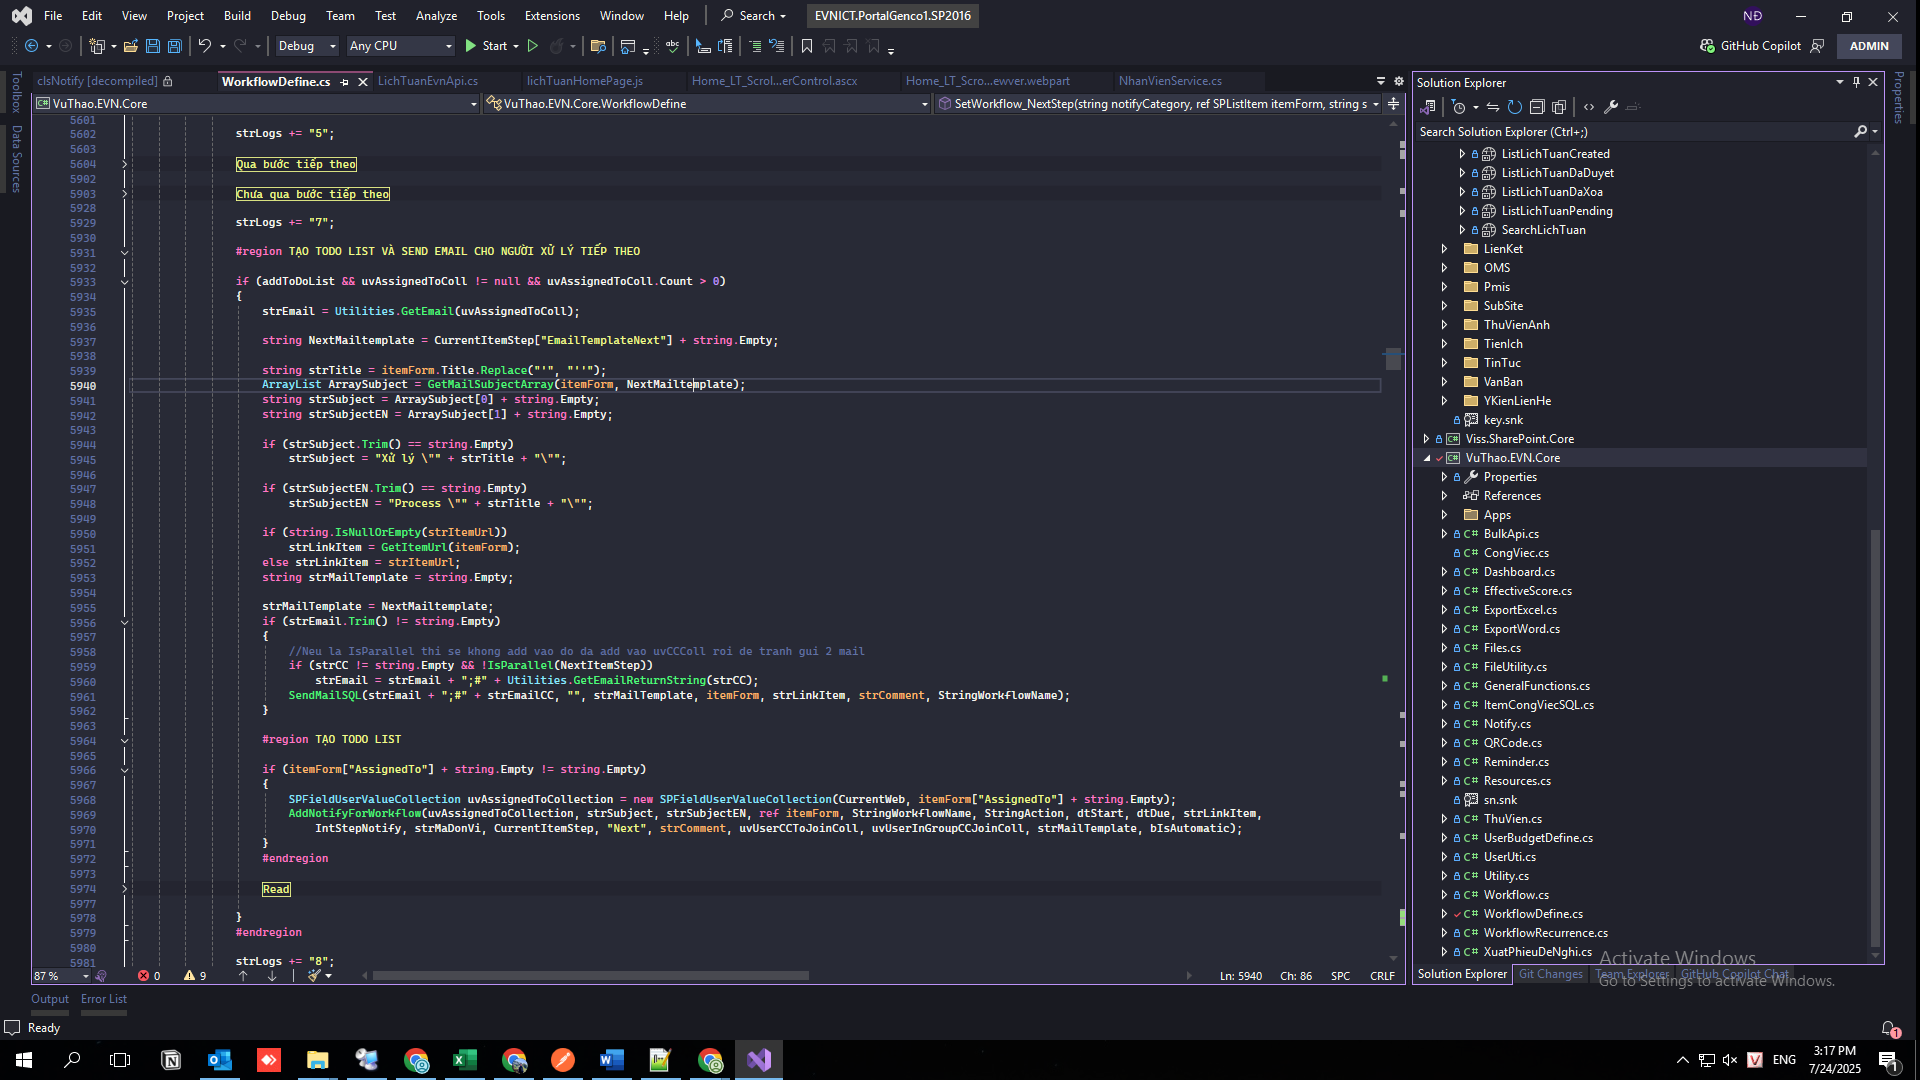 File Edit View Project Build Debug Team Test Analyze Tools Extensions Window Help Search EVNICT.PortalGenco1.SP2016 NĐ
Debug Any CPU Start GitHub Copilot ADMIN
clsNotify [decompiled] WorkflowDefine.cs LichTuanEvnApi.cs lichTuanHomePage.js Home_LT_Scrol...erControl.ascx Home_LT_Scro...ewver.webpart NhanVienService.cs
VuThao.EVN.Core VuThao.EVN.Core.WorkflowDefine SetWorkflow_NextStep(string notifyCategory, ref SPListItem itemForm, string s
Toolbox
Data Sources
5601
5602 strLogs += "5";
5603
5604 Qua bước tiếp theo
5902
5903 Chưa qua bước tiếp theo
5928
5929 strLogs += "7";
5930
5931 #region TẠO TODO LIST VÀ SEND EMAIL CHO NGƯỜI XỬ LÝ TIẾP THEO
5932
5933 if (addToDoList && uvAssignedToColl != null && uvAssignedToColl.Count > 0)
5934 {
5935 strEmail = Utilities.GetEmail(uvAssignedToColl);
5936
5937 string NextMailtemplate = CurrentItemStep["EmailTemplateNext"] + string.Empty;
5938
5939 string strTitle = itemForm.Title.Replace("'", "''");
5940 ArrayList ArraySubject = GetMailSubjectArray(itemForm, NextMailtemplate);
5941 string strSubject = ArraySubject[0] + string.Empty;
5942 string strSubjectEN = ArraySubject[1] + string.Empty;
5943
5944 if (strSubject.Trim() == string.Empty)
5945 strSubject = "Xử lý \"" + strTitle + "\"";
5946
5947 if (strSubjectEN.Trim() == string.Empty)
5948 strSubjectEN = "Process \"" + strTitle + "\"";
5949
5950 if (string.IsNullOrEmpty(strItemUrl))
5951 strLinkItem = GetItemUrl(itemForm);
5952 else strLinkItem = strItemUrl;
5953 string strMailTemplate = string.Empty;
5954
5955 strMailTemplate = NextMailtemplate;
5956 if (strEmail.Trim() != string.Empty)
5957 {
5958 //Neu la IsParallel thi se khong add vao do da add vao uvCCColl roi de tranh gui 2 mail
5959 if (strCC != string.Empty && !IsParallel(NextItemStep))
5960 strEmail = strEmail + ";#" + Utilities.GetEmailReturnString(strCC);
5961 SendMailSQL(strEmail + ";#" + strEmailCC, "", strMailTemplate, itemForm, strLinkItem, strComment, StringWorkflowName);
5962 }
5963
5964 #region TẠO TODO LIST
5965
5966 if (itemForm["AssignedTo"] + string.Empty != string.Empty)
5967 {
5968 SPFieldUserValueCollection uvAssignedToCollection = new SPFieldUserValueCollection(CurrentWeb, itemForm["AssignedTo"] + string.Empty);
5969 AddNotifyForWorkflow(uvAssignedToCollection, strSubject, strSubjectEN, ref itemForm, StringWorkflowName, StringAction, dtStart, dtDue, strLinkItem,
5970 IntStepNotify, strMaDonVi, CurrentItemStep, "Next", strComment, uvUserCCToJoinColl, uvUserInGroupCCJoinColl, strMailTemplate, bIsAutomatic);
5971 }
5972 #endregion
5973
5974 Read
5977
5978 }
5979 #endregion
5980
5981 strLogs += "8";
87 % 0 9 Ln: 5940 Ch: 86 SPC CRLF
Output Error List
Ready
Solution Explorer
Search Solution Explorer (Ctrl+;)
ListLichTuanCreated
ListLichTuanDaDuyet
ListLichTuanDaXoa
ListLichTuanPending
SearchLichTuan
LienKet
OMS
Pmis
SubSite
ThuVienAnh
TienIch
TinTuc
VanBan
YKienLienHe
key.snk
Viss.SharePoint.Core
VuThao.EVN.Core
Properties
References
Apps
C# BulkApi.cs
C# CongViec.cs
C# Dashboard.cs
C# EffectiveScore.cs
C# ExportExcel.cs
C# ExportWord.cs
C# Files.cs
C# FileUtility.cs
C# GeneralFunctions.cs
C# ItemCongViecSQL.cs
C# Notify.cs
C# QRCode.cs
C# Reminder.cs
C# Resources.cs
sn.snk
C# ThuVien.cs
C# UserBudgetDefine.cs
C# UserUti.cs
C# Utility.cs
C# Workflow.cs
C# WorkflowDefine.cs
C# WorkflowRecurrence.cs
C# XuatPhieuDeNghi.cs
Solution Explorer Git Changes Team Explorer GitHub Copilot Chat
Properties
Activate Windows
Go to Settings to activate Windows.
1
ENG 3:17 PM
7/24/2025
1